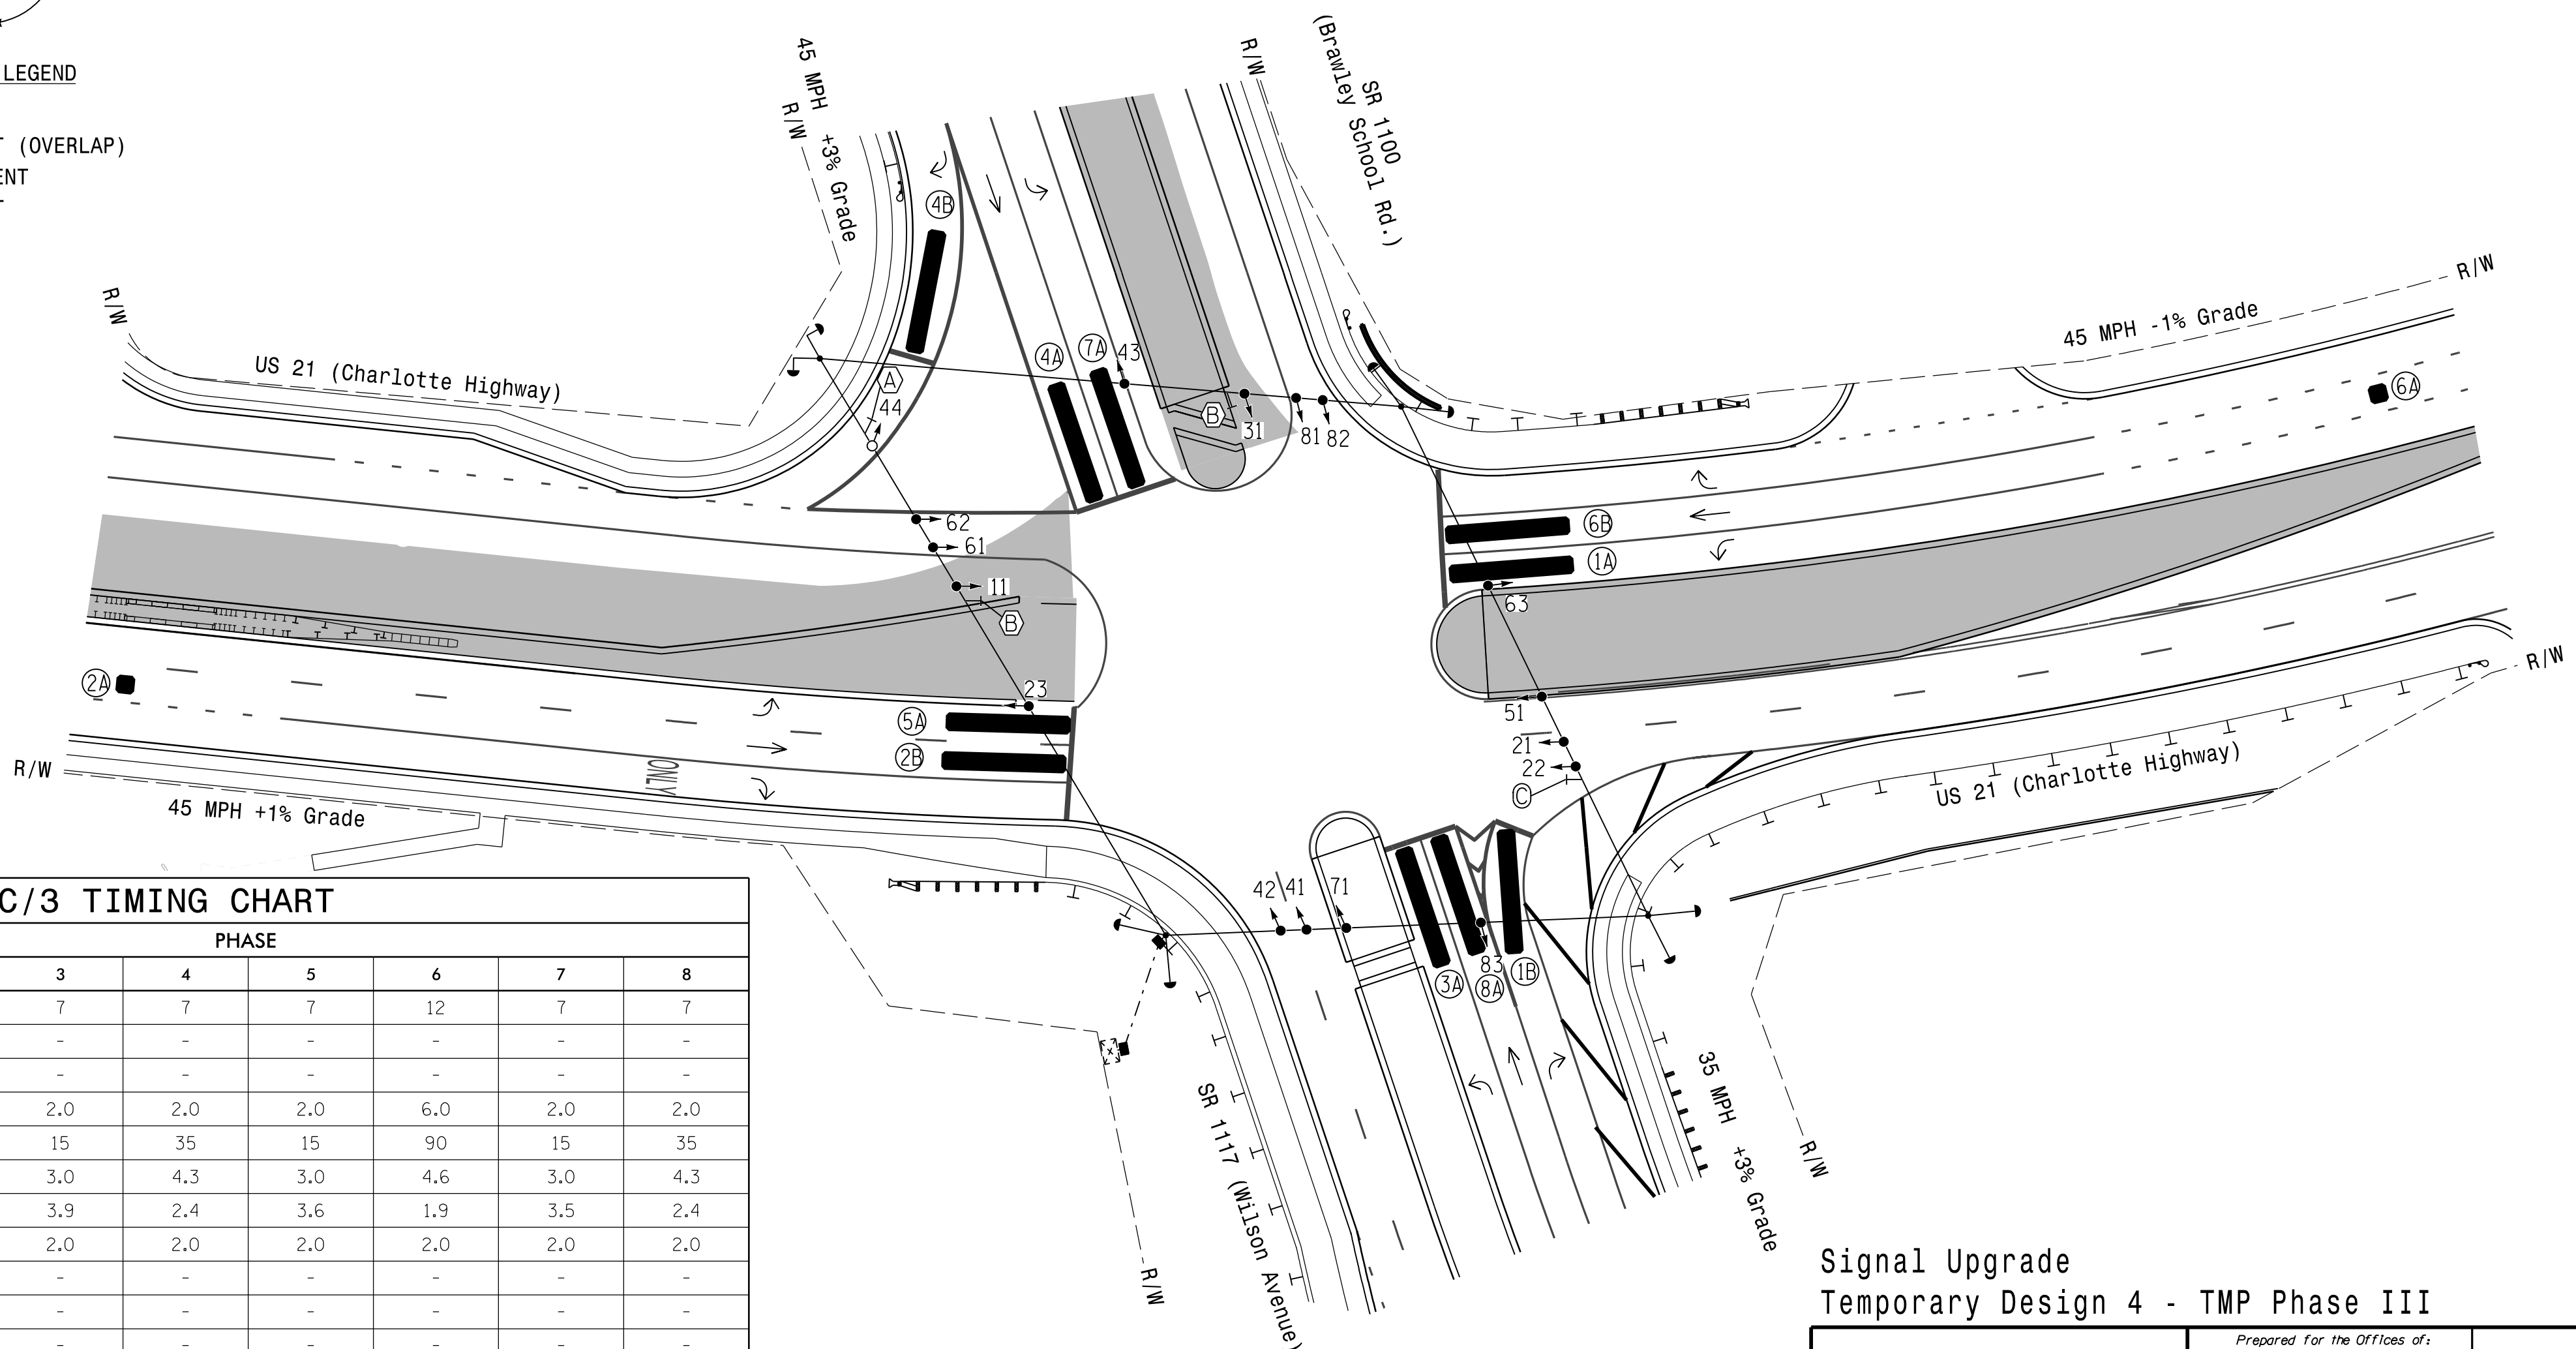 LEGEND
(OVERLAP)
45 MPH +3% Grade
R/W
R/W
SR 1100
(Brawley School Rd.)
R/W
US 21 (Charlotte Highway)
45 MPH -1% Grade
R/W
4B
4A
7A
43
A
44
B
31
81
82
6A
62
61
11
B
6B
1A
63
2A
23
5A
2B
51
21
22
C
ONLY
R/W
45 MPH +1% Grade
US 21 (Charlotte Highway)
R/W
42
41
71
83
3A
8A
1B
SR 1117 (Wilson Avenue)
R/W
35 MPH +3% Grade
R/W
C/3 TIMING CHART
PHASE
3 4 5 6 7 8
7 7 7 12 7 7
- - - - - -
- - - - - -
2.0 2.0 2.0 6.0 2.0 2.0
15 35 15 90 15 35
3.0 4.3 3.0 4.6 3.0 4.3
3.9 2.4 3.6 1.9 3.5 2.4
2.0 2.0 2.0 2.0 2.0 2.0
- - - - - -
- - - - - -
- - - - - -
Signal Upgrade
Temporary Design 4 - TMP Phase III
Prepared for the Offices of: